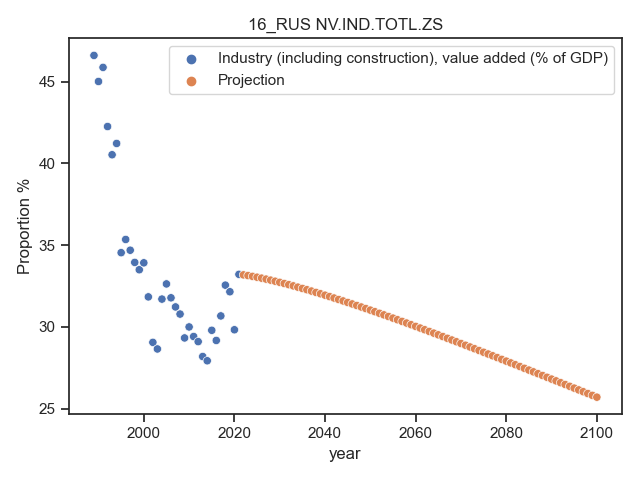 16_RUS NV.IND.TOTL.ZS
Industry (including construction), value added (% of GDP)
Projection
Proportion %
45
40
35
30
25
2000
2020
2040
2060
2080
2100
year